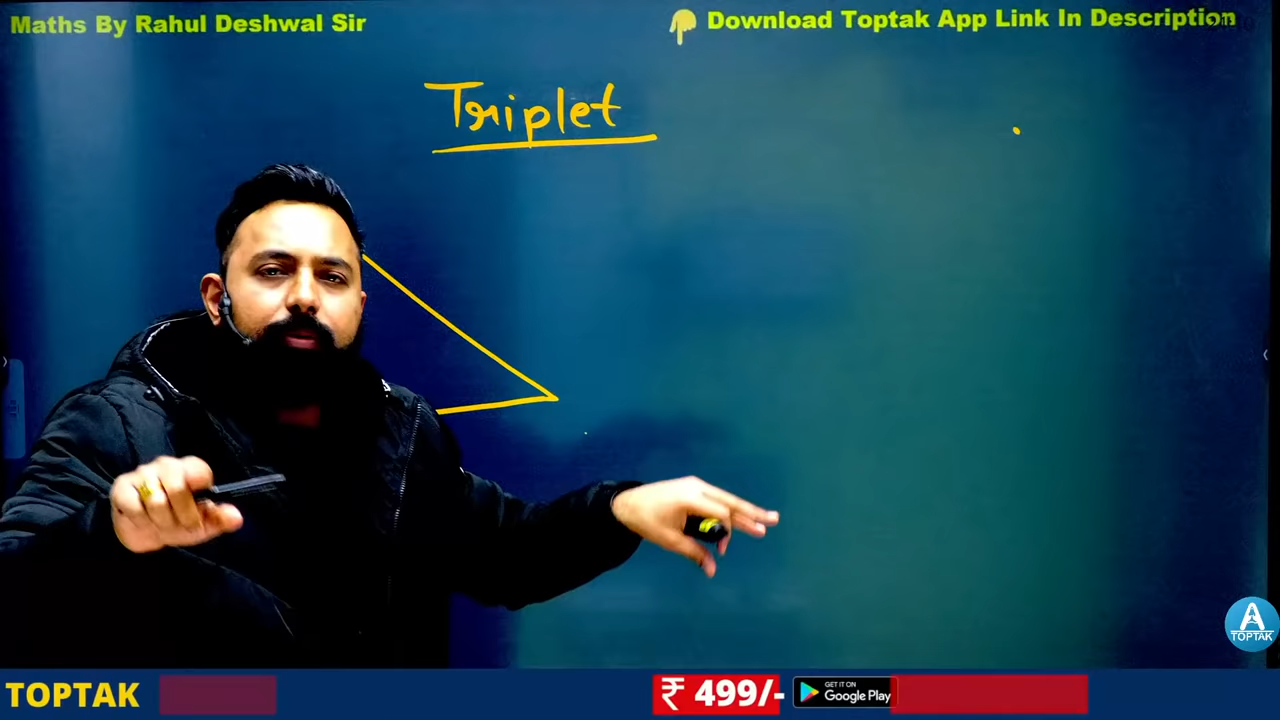 Maths By Rahul Deshwal Sir
Download Toptak App Link In Description
Triplet
A
TOPTAK
TOPTAK
₹ 499/-
GET IT ON
Google Play